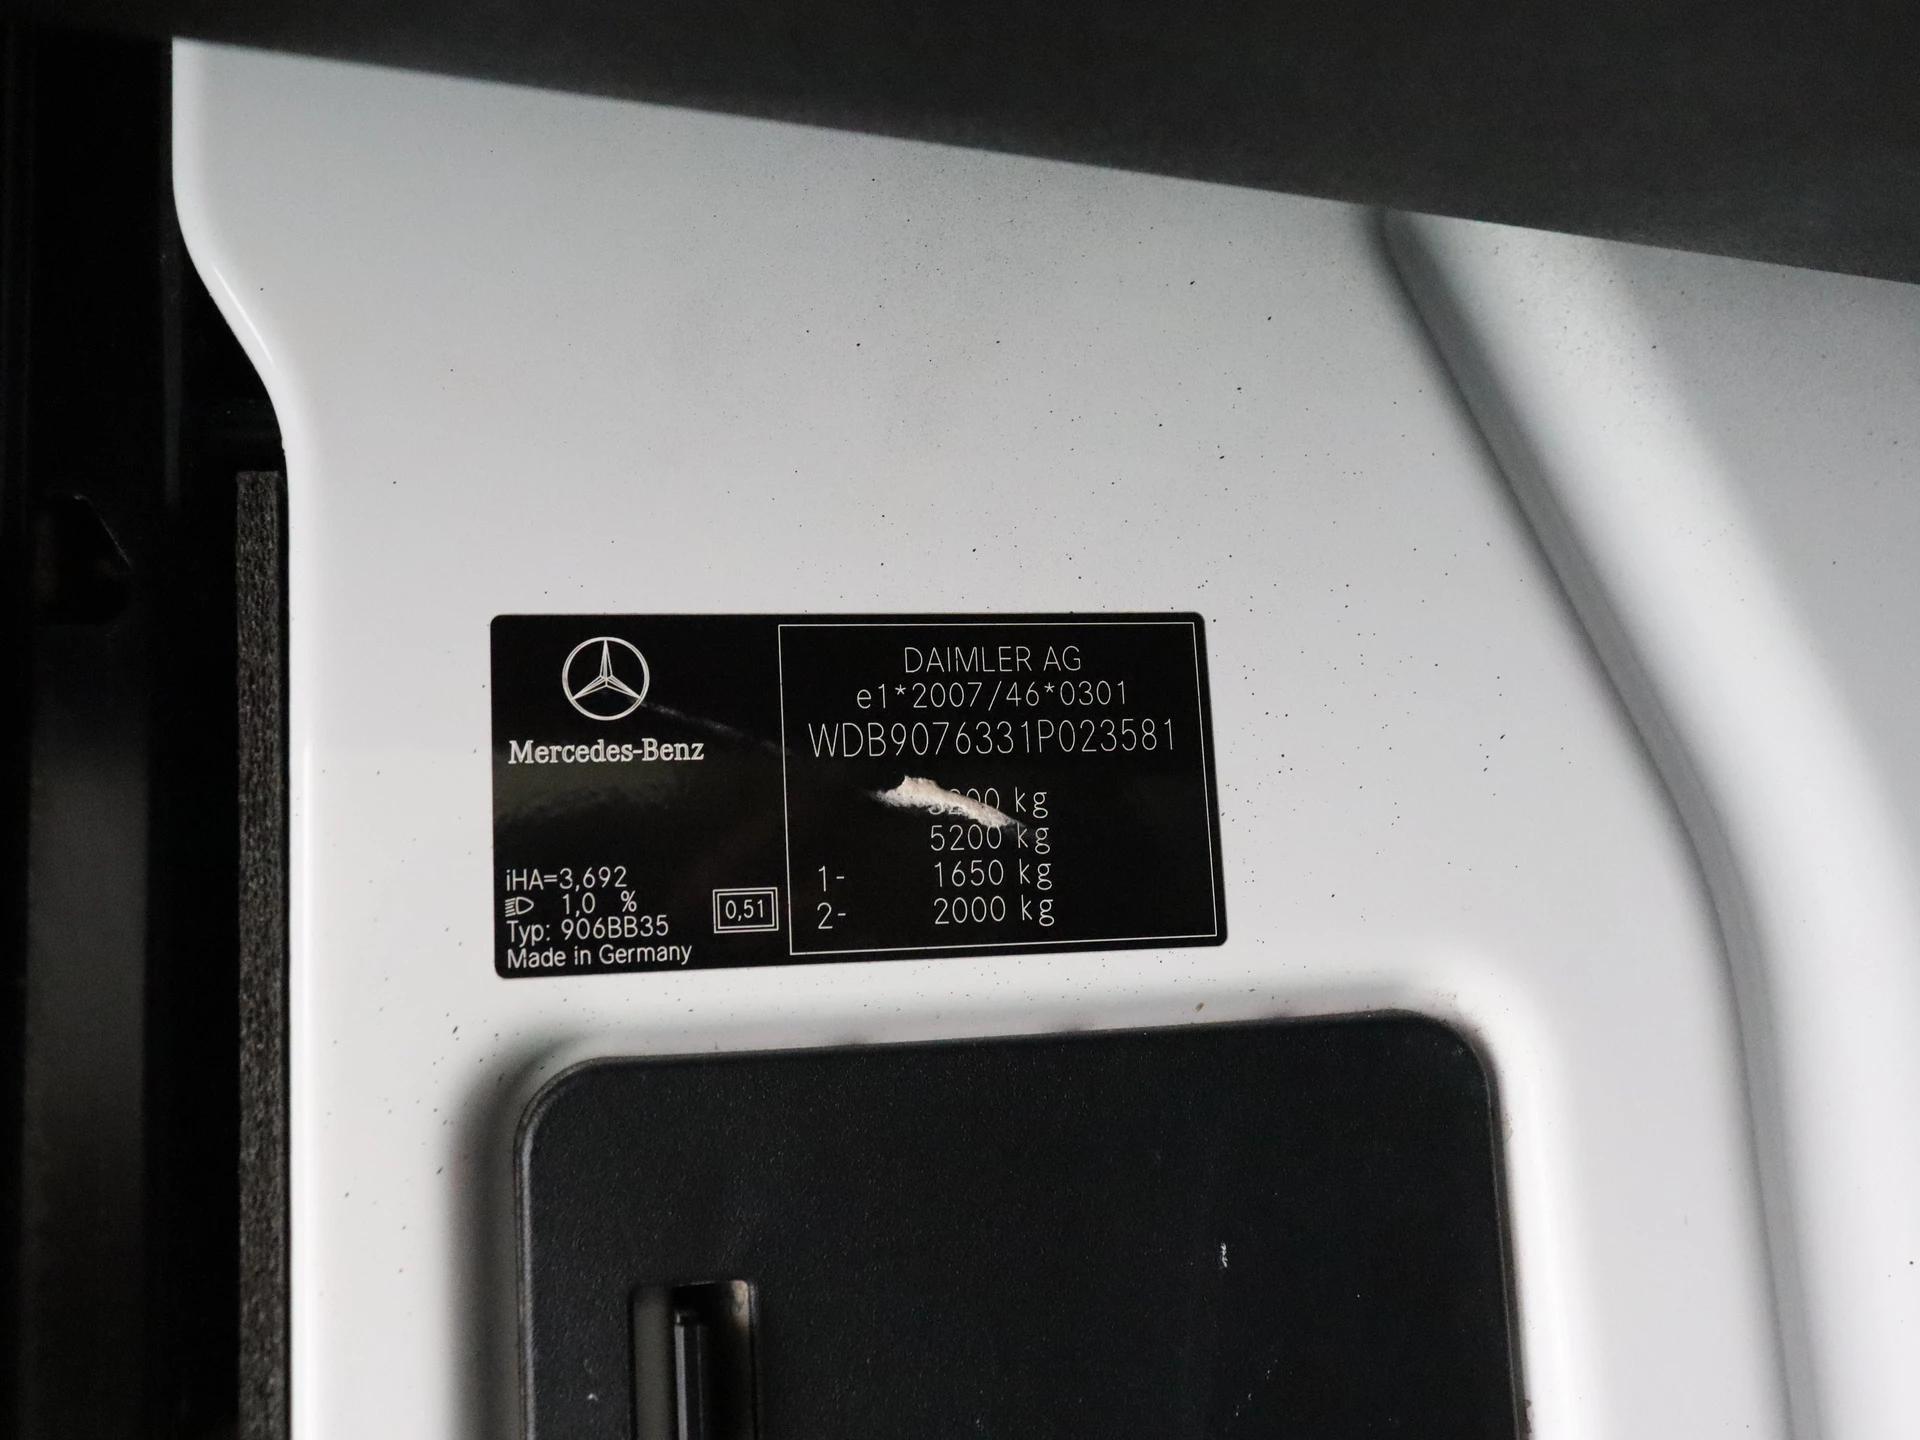 Mercedes-Benz
iHA=3,692
1,0 %
Typ: 906BB35
Made in Germany
0,51
DAIMLER AG
e1*2007/46*0301
WDB9076331P023581
kg
5200 kg
1- 1650 kg
2- 2000 kg